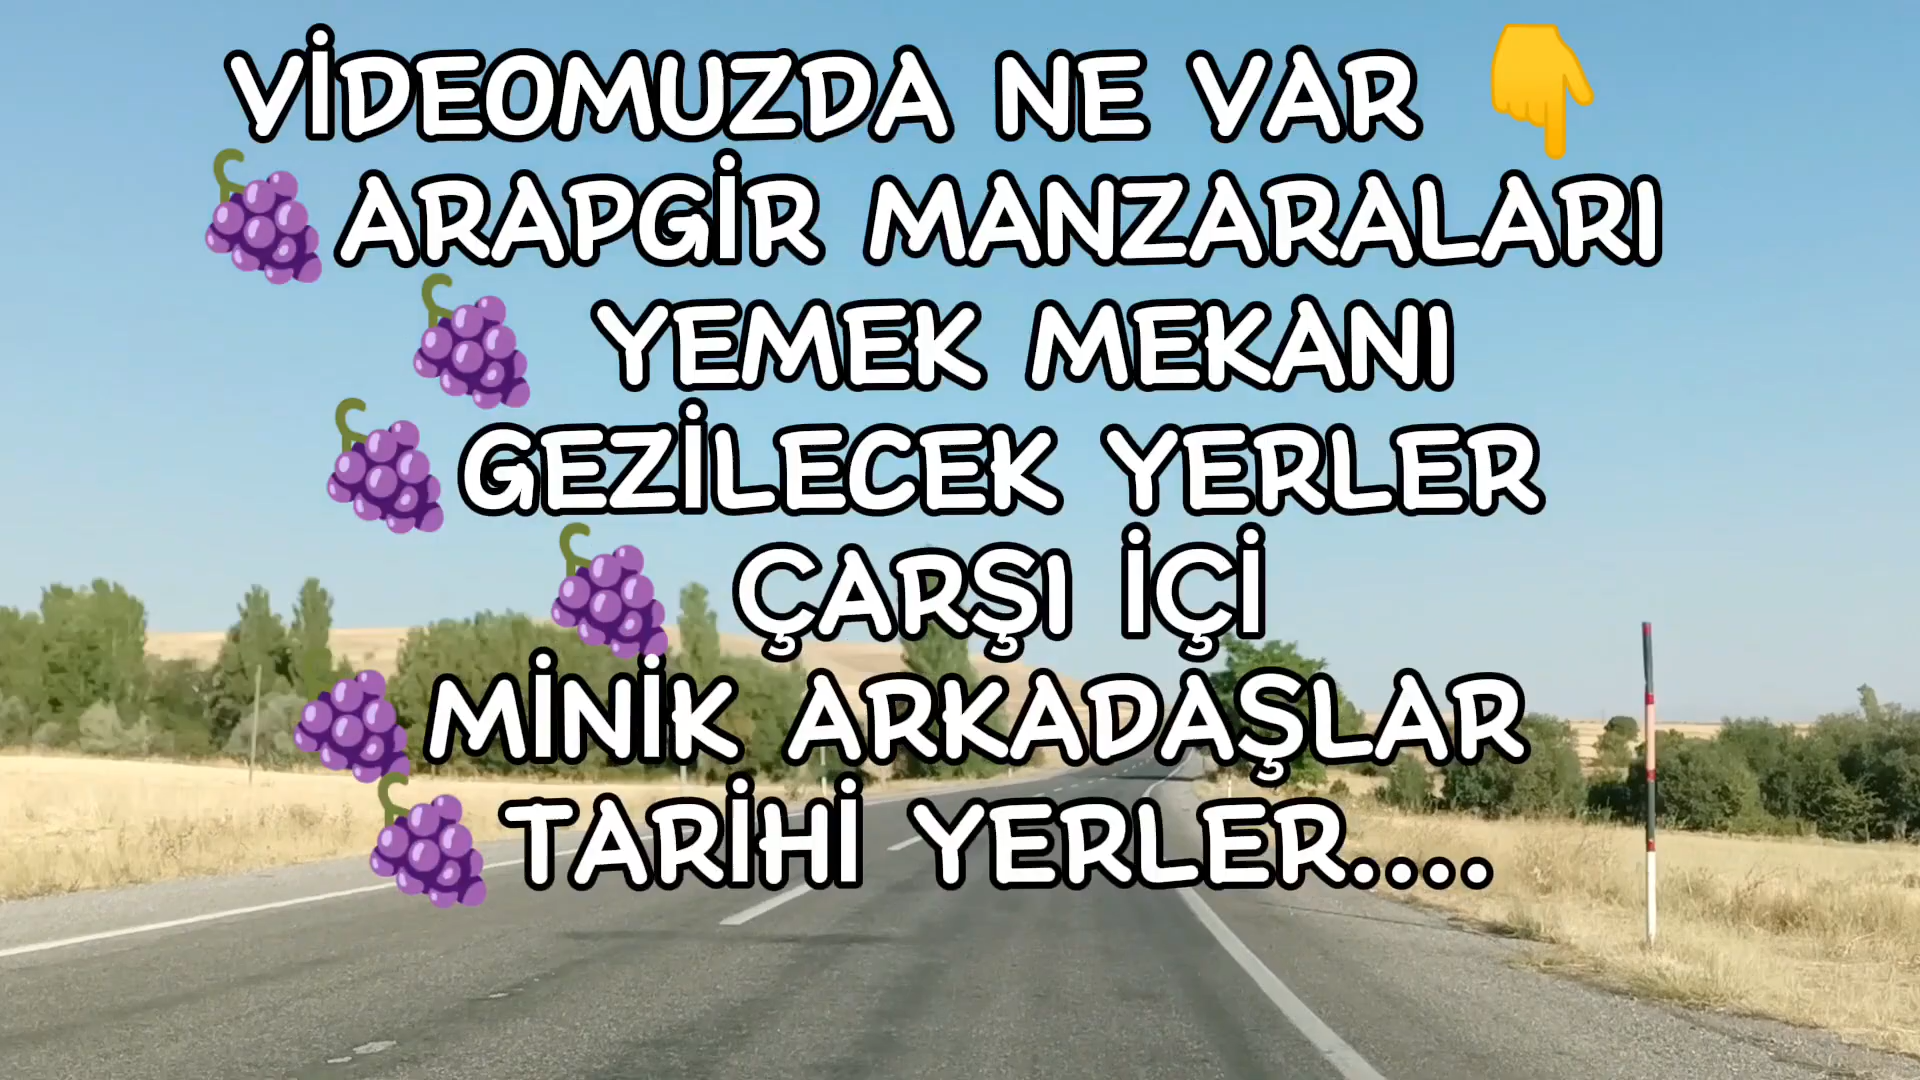 VİDEOMUZDA NE VAR 👇
🍇ARAPGİR MANZARALARI
🍇 YEMEK MEKANI
🍇GEZİLECEK YERLER
🍇 ÇARŞI İÇİ
🍇MİNİK ARKADAŞLAR
🍇TARİHİ YERLER....